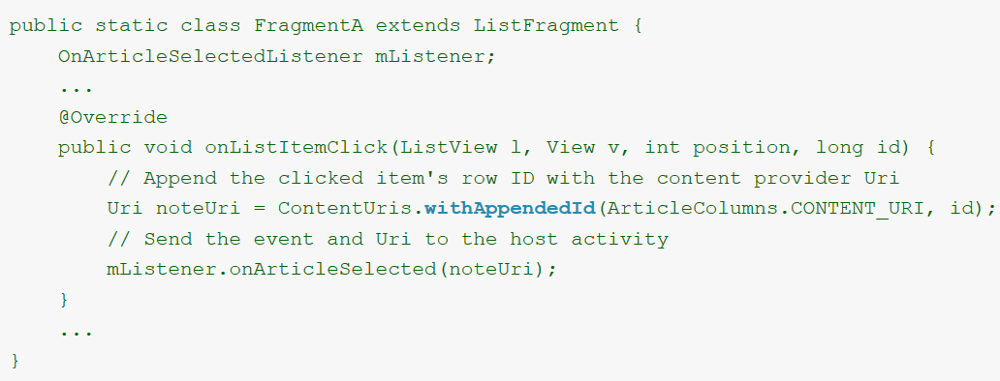 public static class FragmentA extends ListFragment {
    OnArticleSelectedListener mListener;
    ...
    @Override
    public void onListItemClick(ListView l, View v, int position, long id) {
        // Append the clicked item's row ID with the content provider Uri
        Uri noteUri = ContentUris.withAppendedId(ArticleColumns.CONTENT_URI, id);
        // Send the event and Uri to the host activity
        mListener.onArticleSelected(noteUri);
    }
    ...
}